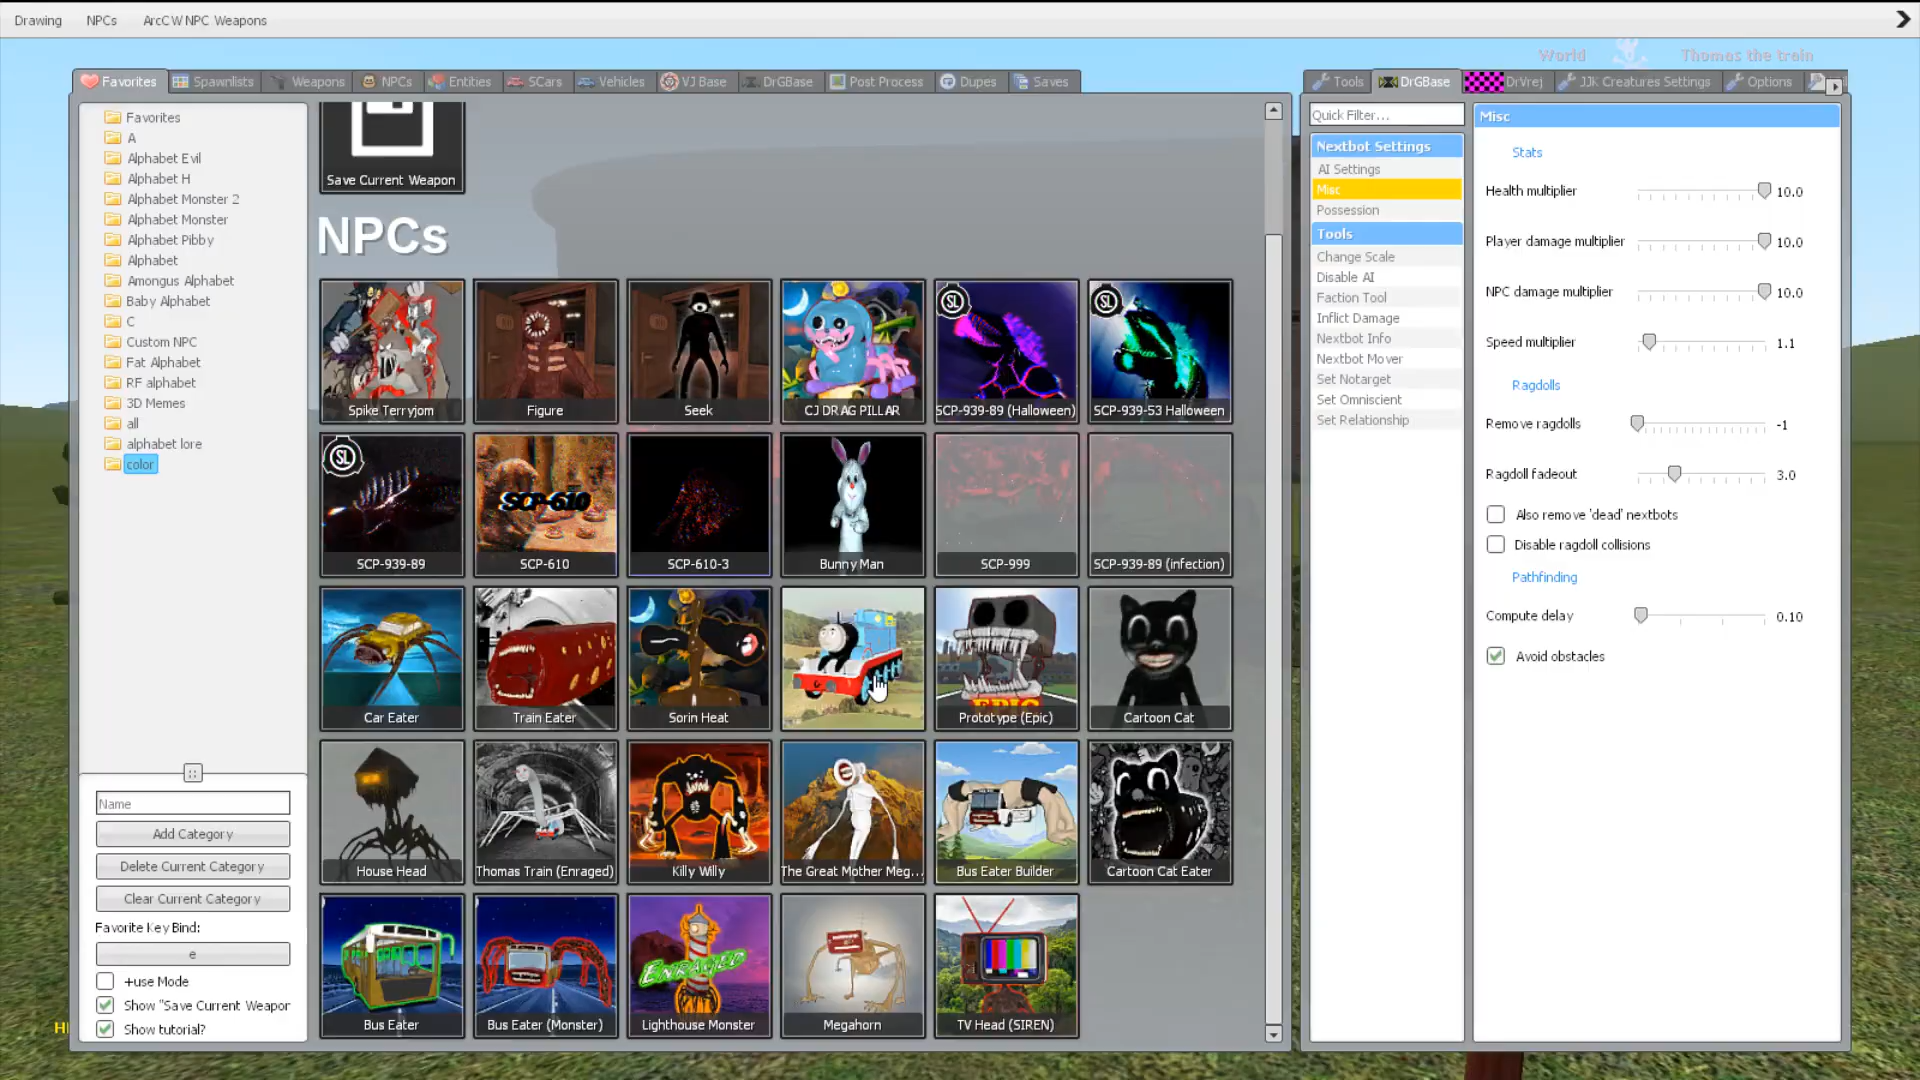 Drawing NPCs ArcCW NPC Weapons
World Thomas the train
Favorites Spawnlists Weapons NPCs Entities SCars Vehicles VJ Base DrGBase Post Process Dupes Saves
Tools DrGBase DrVrej JJK Creatures Settings Options
Favorites
A
Alphabet Evil
Alphabet H
Alphabet Monster 2
Alphabet Monster
Alphabet Pibby
Alphabet
Amongus Alphabet
Baby Alphabet
C
Custom NPC
Fat Alphabet
RF alphabet
3D Memes
all
alphabet lore
color
Name
Add Category
Delete Current Category
Clear Current Category
Favorite Key Bind:
e
+use Mode
Show "Save Current Weapon
Show tutorial?
Save Current Weapon
NPCs
Spike Terryjom
Figure
Seek
CJ DRAG PILLAR
SL
SCP-939-89 (Halloween)
SL
SCP-939-53 Halloween
SL
SCP-939-89
SCP-610
SCP-610
SCP-610-3
Bunny Man
SCP-999
SCP-939-89 (infection)
Car Eater
Train Eater
Sorin Heat
EPIC
Prototype (Epic)
Cartoon Cat
House Head
Thomas Train (Enraged)
Killy Willy
The Great Mother Meg...
Bus Eater Builder
Cartoon Cat Eater
Bus Eater
Bus Eater (Monster)
ENRAGED
Lighthouse Monster
Megahorn
TV Head (SIREN)
Quick Filter...
Nextbot Settings
AI Settings
Misc
Possession
Tools
Change Scale
Disable AI
Faction Tool
Inflict Damage
Nextbot Info
Nextbot Mover
Set Notarget
Set Omniscient
Set Relationship
Misc
Stats
Health multiplier 10.0
Player damage multiplier 10.0
NPC damage multiplier 10.0
Speed multiplier 1.1
Ragdolls
Remove ragdolls -1
Ragdoll fadeout 3.0
Also remove 'dead' nextbots
Disable ragdoll collisions
Pathfinding
Compute delay 0.10
Avoid obstacles